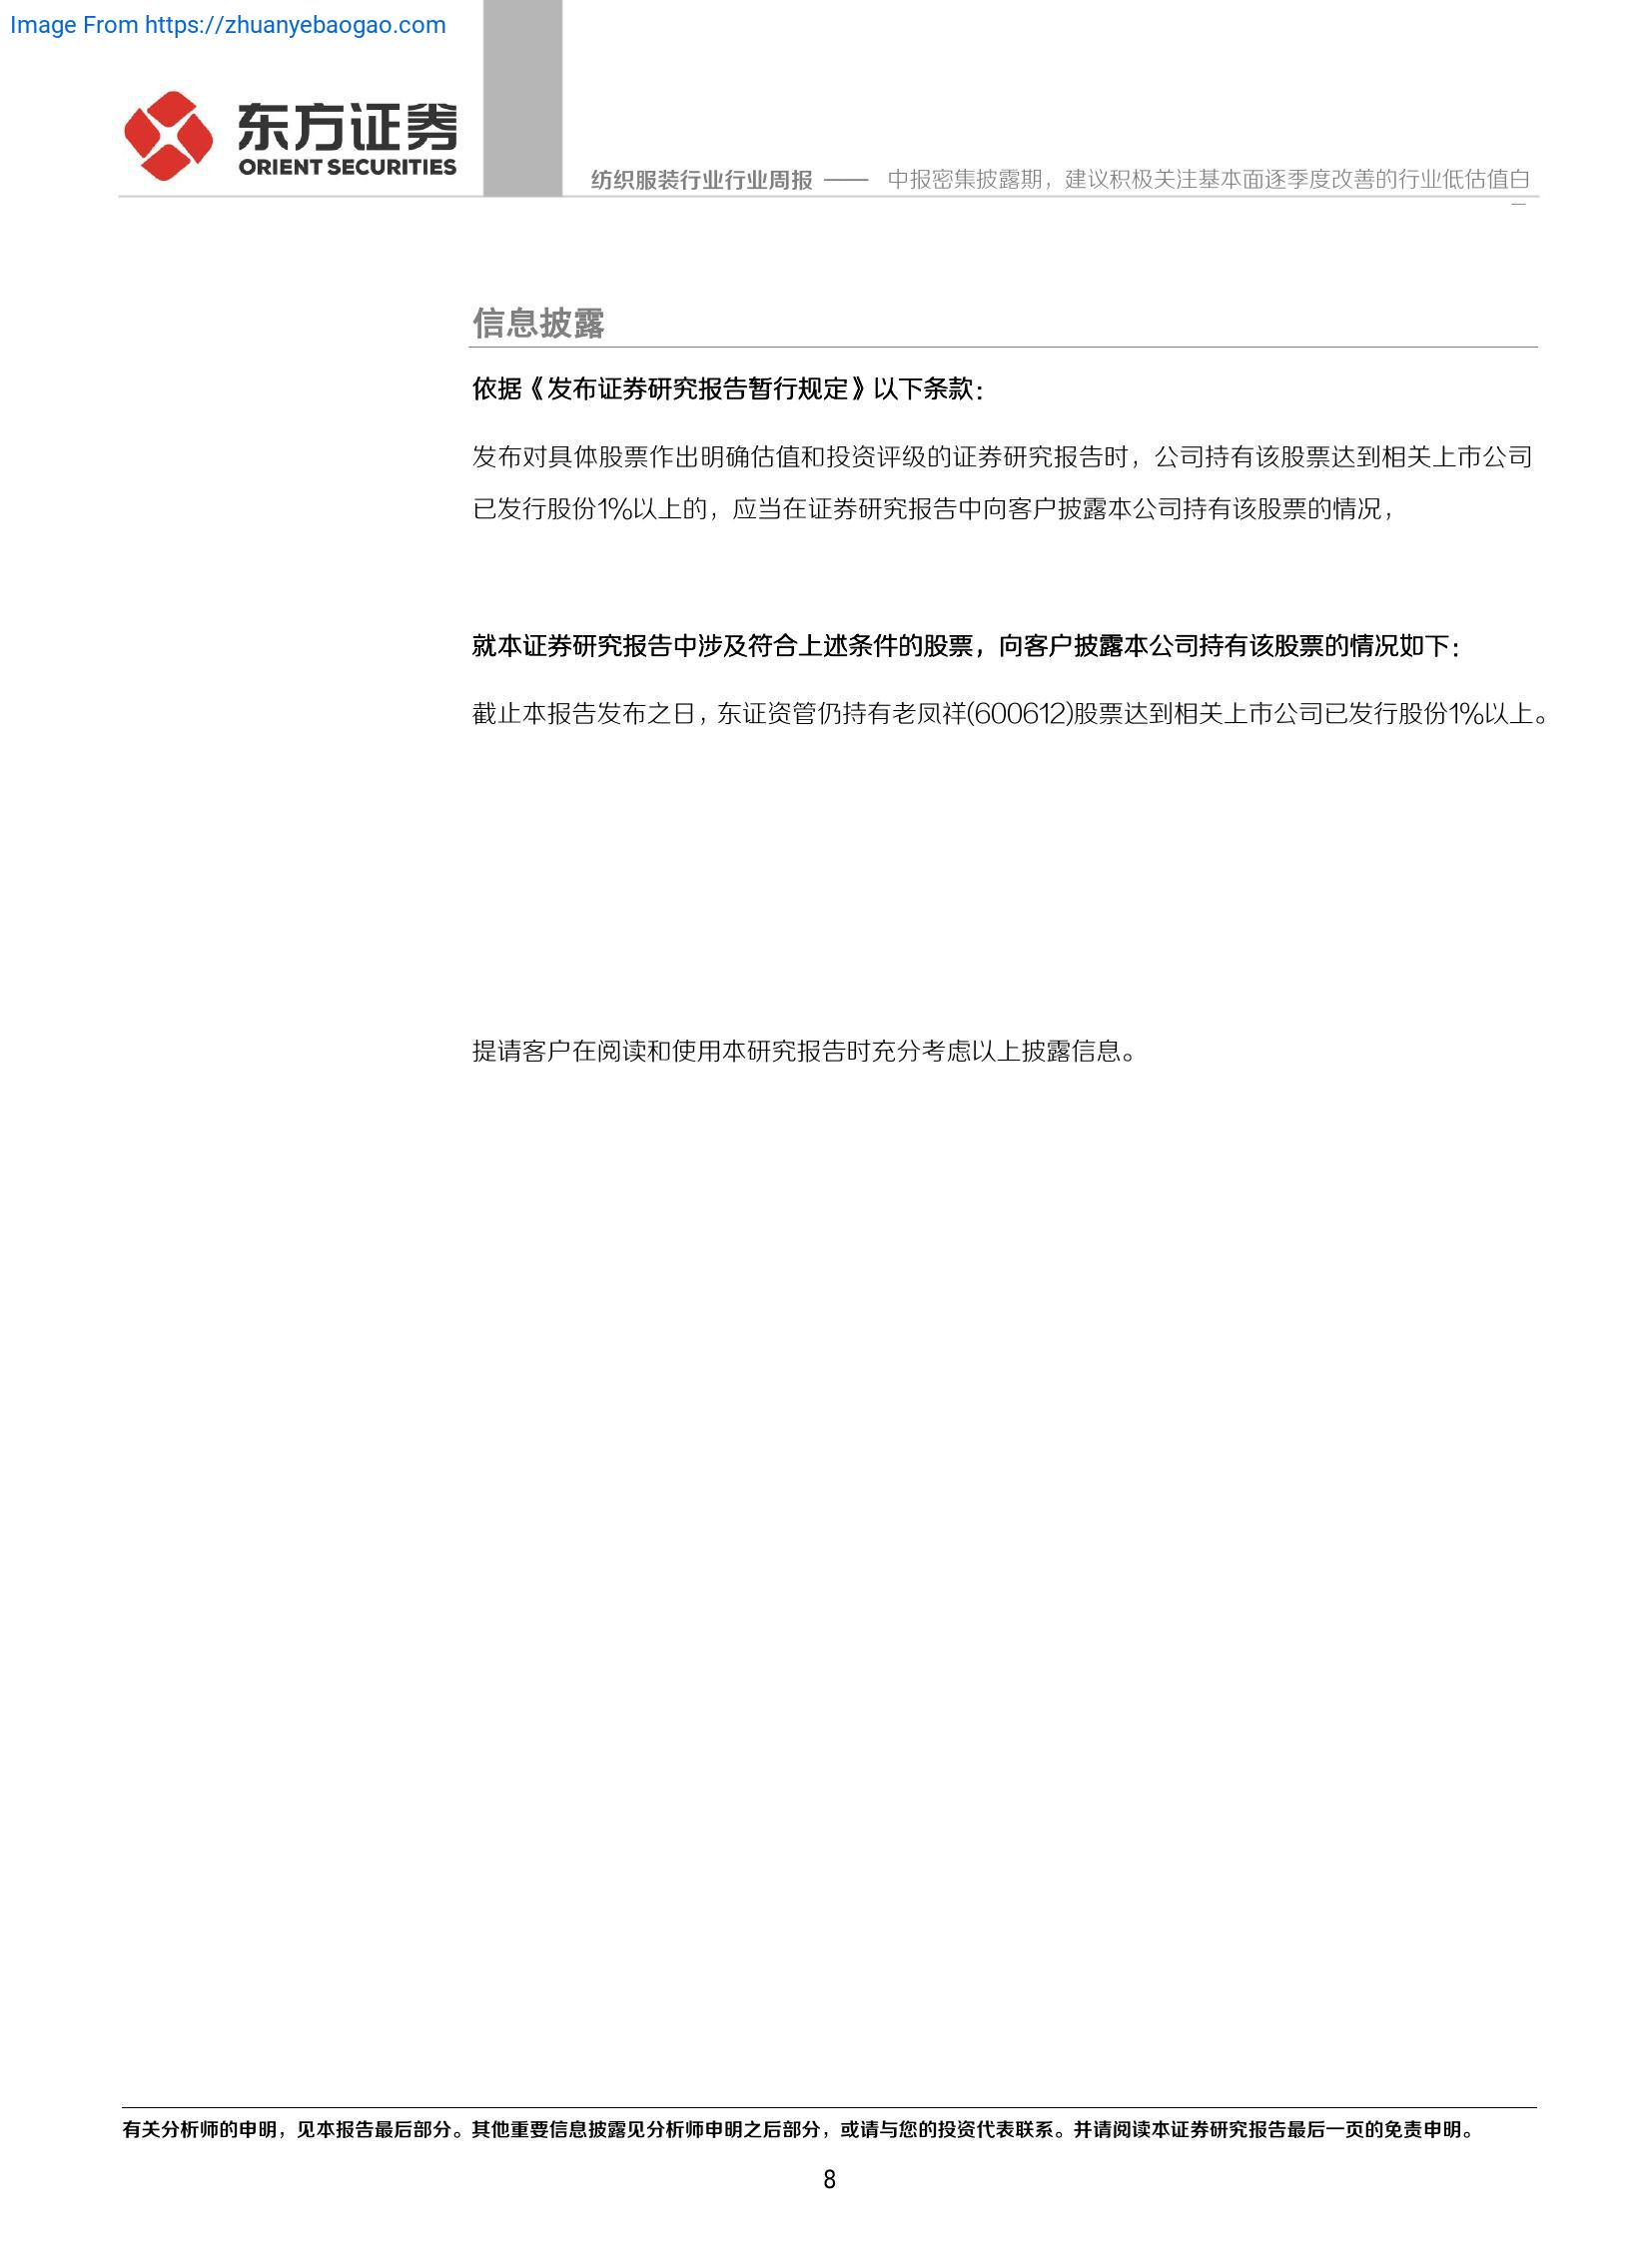 Image From https://zhuanyebaogao.com
东方证券
ORIENT SECURITIES
纺织服装行业行业周报 —— 中报密集披露期，建议积极关注基本面逐季度改善的行业低估值白
信息披露
依据《发布证券研究报告暂行规定》以下条款：
发布对具体股票作出明确估值和投资评级的证券研究报告时，公司持有该股票达到相关上市公司
已发行股份1%以上的，应当在证券研究报告中向客户披露本公司持有该股票的情况，
就本证券研究报告中涉及符合上述条件的股票，向客户披露本公司持有该股票的情况如下：
截止本报告发布之日，东证资管仍持有老凤祥(600612)股票达到相关上市公司已发行股份1%以上。
提请客户在阅读和使用本研究报告时充分考虑以上披露信息。
有关分析师的申明，见本报告最后部分。其他重要信息披露见分析师申明之后部分，或请与您的投资代表联系。并请阅读本证券研究报告最后一页的免责申明。
8